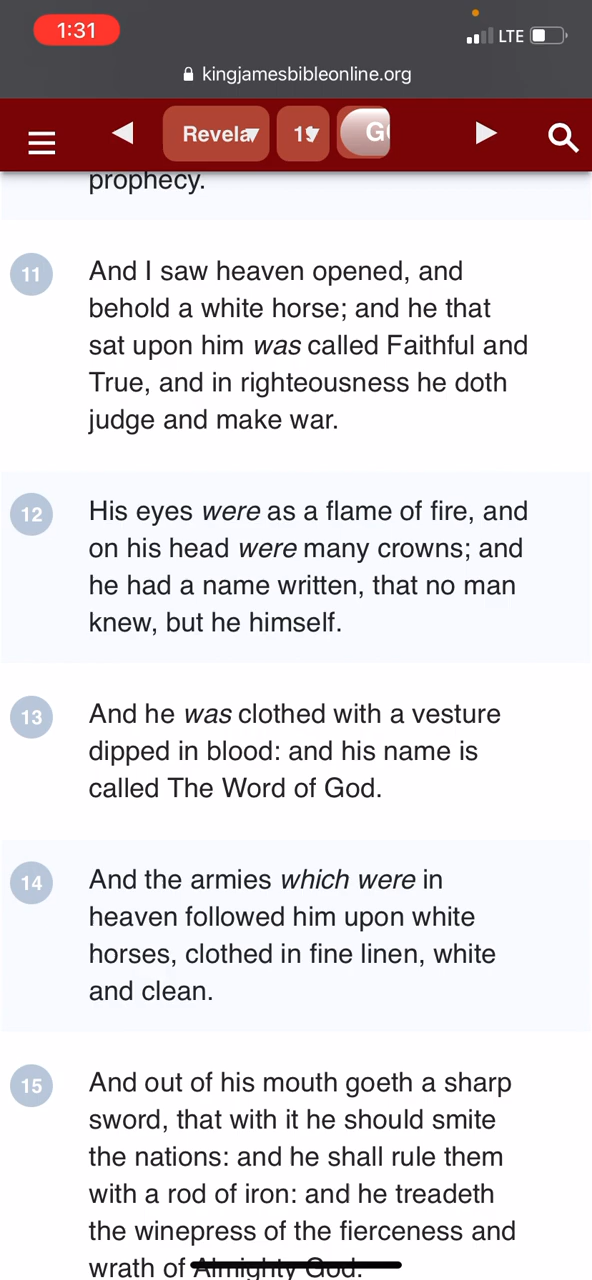 1:31
LTE
kingjamesbibleonline.org
Revela
19
G
prophecy.
11
And I saw heaven opened, and
behold a white horse; and he that
sat upon him was called Faithful and
True, and in righteousness he doth
judge and make war.
12
His eyes were as a flame of fire, and
on his head were many crowns; and
he had a name written, that no man
knew, but he himself.
13
And he was clothed with a vesture
dipped in blood: and his name is
called The Word of God.
14
And the armies which were in
heaven followed him upon white
horses, clothed in fine linen, white
and clean.
15
And out of his mouth goeth a sharp
sword, that with it he should smite
the nations: and he shall rule them
with a rod of iron: and he treadeth
the winepress of the fierceness and
wrath of Almighty God.